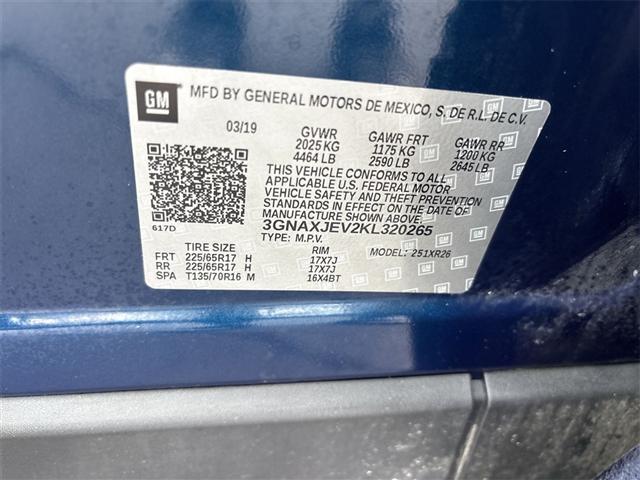 GM
MFD BY GENERAL MOTORS DE MEXICO, S. DE R.L. DE C.V.
03/19 GVWR GAWR FRT GAWR RR
2025 KG 1175 KG 1200 KG
4464 LB 2590 LB 2645 LB
THIS VEHICLE CONFORMS TO ALL
APPLICABLE U.S. FEDERAL MOTOR
VEHICLE SAFETY AND THEFT PREVENTION
STANDARDS IN EFFECT ON THE DATE OF
MANUFACTURE SHOWN ABOVE.
617D
3GNAXJEV2KL320265
TYPE: M.P.V. MODEL: 251XR26
TIRE SIZE RIM
FRT 225/65R17 H 17X7J
RR 225/65R17 H 17X7J
SPA T135/70R16 M 16X4BT